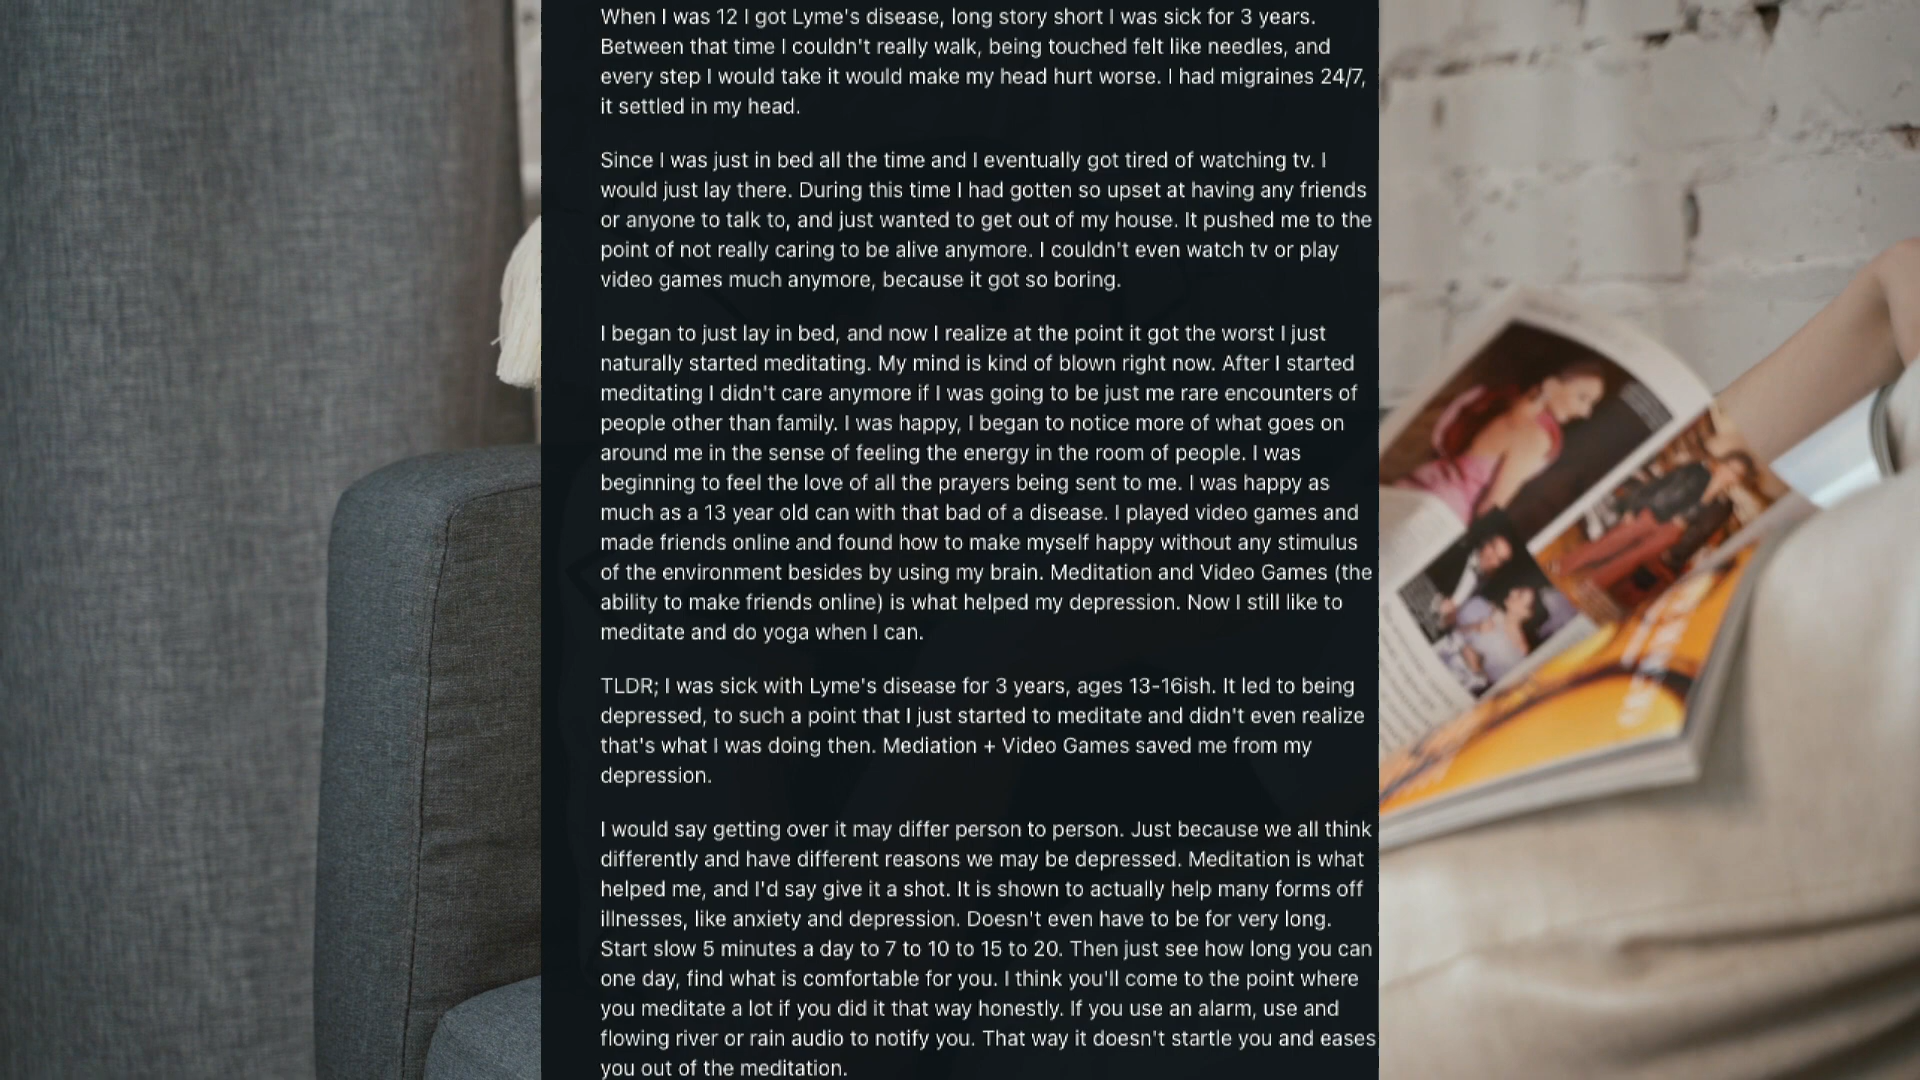 When I was 12 I got Lyme's disease, long story short I was sick for 3 years.
Between that time I couldn't really walk, being touched felt like needles, and
every step I would take it would make my head hurt worse. I had migraines 24/7,
it settled in my head.
Since I was just in bed all the time and I eventually got tired of watching tv. I
would just lay there. During this time I had gotten so upset at having any friends
or anyone to talk to, and just wanted to get out of my house. It pushed me to the
point of not really caring to be alive anymore. I couldn't even watch tv or play
video games much anymore, because it got so boring.
I began to just lay in bed, and now I realize at the point it got the worst I just
naturally started meditating. My mind is kind of blown right now. After I started
meditating I didn't care anymore if I was going to be just me rare encounters of
people other than family. I was happy, I began to notice more of what goes on
around me in the sense of feeling the energy in the room of people. I was
beginning to feel the love of all the prayers being sent to me. I was happy as
much as a 13 year old can with that bad of a disease. I played video games and
made friends online and found how to make myself happy without any stimulus
of the environment besides by using my brain. Meditation and Video Games (the
ability to make friends online) is what helped my depression. Now I still like to
meditate and do yoga when I can.
TLDR; I was sick with Lyme's disease for 3 years, ages 13-16ish. It led to being
depressed, to such a point that I just started to meditate and didn't even realize
that's what I was doing then. Mediation + Video Games saved me from my
depression.
I would say getting over it may differ person to person. Just because we all think
differently and have different reasons we may be depressed. Meditation is what
helped me, and I'd say give it a shot. It is shown to actually help many forms off
illnesses, like anxiety and depression. Doesn't even have to be for very long.
Start slow 5 minutes a day to 7 to 10 to 15 to 20. Then just see how long you can
one day, find what is comfortable for you. I think you'll come to the point where
you meditate a lot if you did it that way honestly. If you use an alarm, use and
flowing river or rain audio to notify you. That way it doesn't startle you and eases
you out of the meditation.